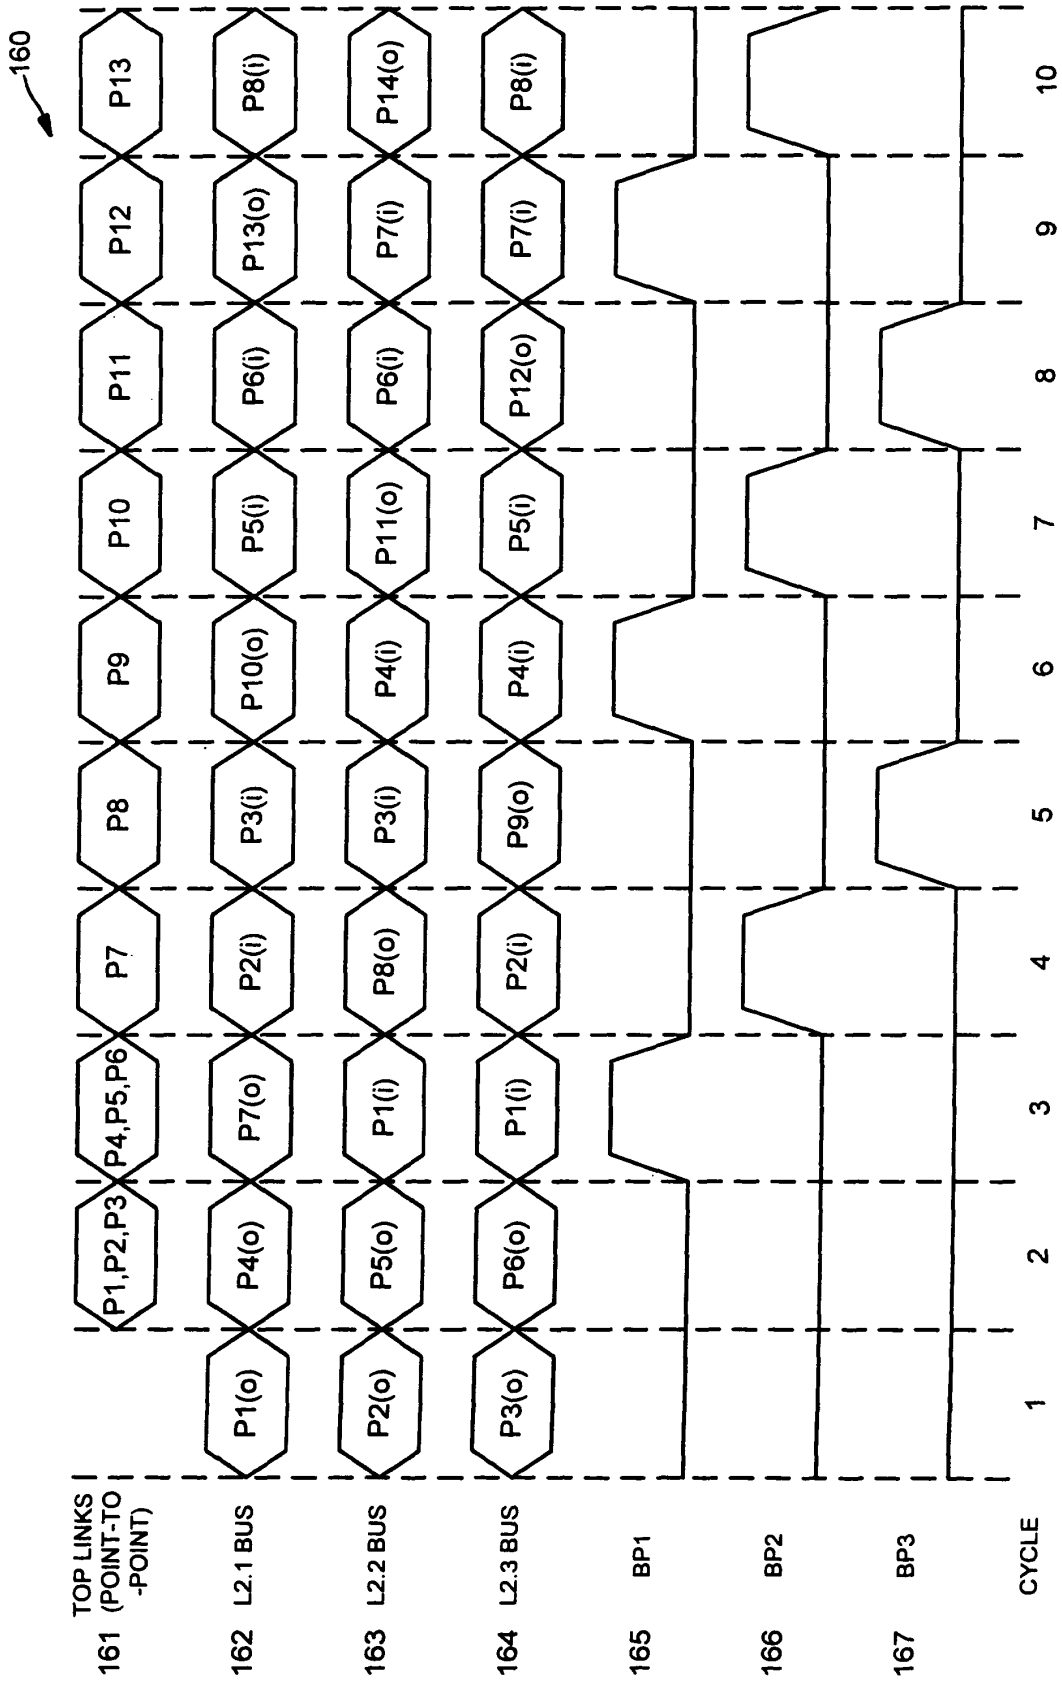 160
161 TOP LINKS (POINT-TO -POINT) P1,P2,P3 P4,P5,P6 P7 P8 P9 P10 P11 P12 P13
162 L2.1 BUS P1(o) P4(o) P7(o) P2(i) P3(i) P10(o) P5(i) P6(i) P13(o) P8(i)
163 L2.2 BUS P2(o) P5(o) P1(i) P8(o) P3(i) P4(i) P11(o) P6(i) P7(i) P14(o)
164 L2.3 BUS P3(o) P6(o) P1(i) P2(i) P9(o) P4(i) P5(i) P12(o) P7(i) P8(i)
165 BP1
166 BP2
167 BP3
CYCLE 1 2 3 4 5 6 7 8 9 10